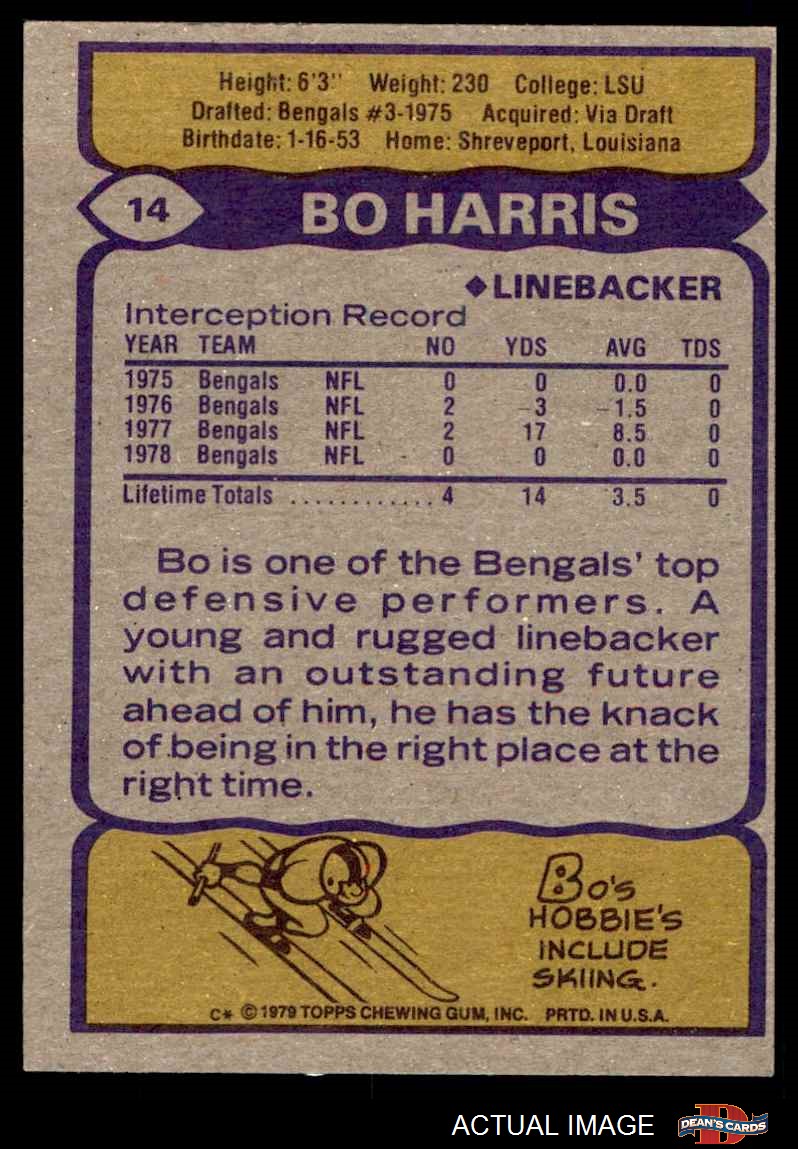 Height: 6'3" Weight: 230 College: LSU
Drafted: Bengals #3-1975 Acquired: Via Draft
Birthdate: 1-16-53 Home: Shreveport, Louisiana
14 BO HARRIS
◆LINEBACKER
Interception Record
YEAR TEAM NO YDS AVG TDS
1975 Bengals NFL 0 0 0.0 0
1976 Bengals NFL 2 -3 -1.5 0
1977 Bengals NFL 2 17 8.5 0
1978 Bengals NFL 0 0 0.0 0
Lifetime Totals ............ 4 14 3.5 0
Bo is one of the Bengals' top
defensive performers. A
young and rugged linebacker
with an outstanding future
ahead of him, he has the knack
of being in the right place at the
right time.
Bo's
HOBBIE'S
INCLUDE
SKIING.
C* ©1979 TOPPS CHEWING GUM, INC. PRTD. IN U.S.A.
ACTUAL IMAGE
D
DEAN'S CARDS